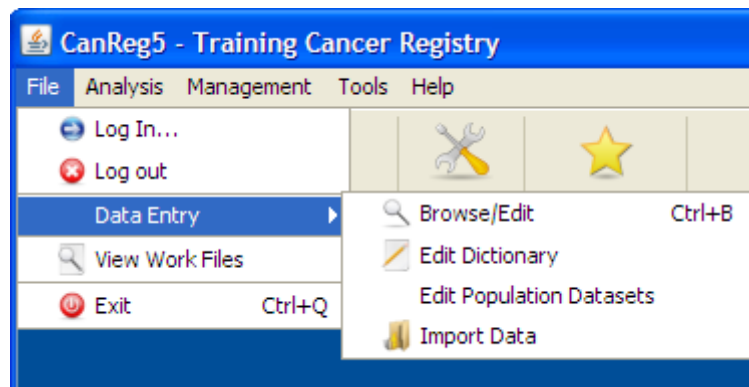 CanReg5 - Training Cancer Registry
File Analysis Management Tools Help
Log In...
Log out
Data Entry
View Work Files
Exit Ctrl+Q
Browse/Edit Ctrl+B
Edit Dictionary
Edit Population Datasets
Import Data